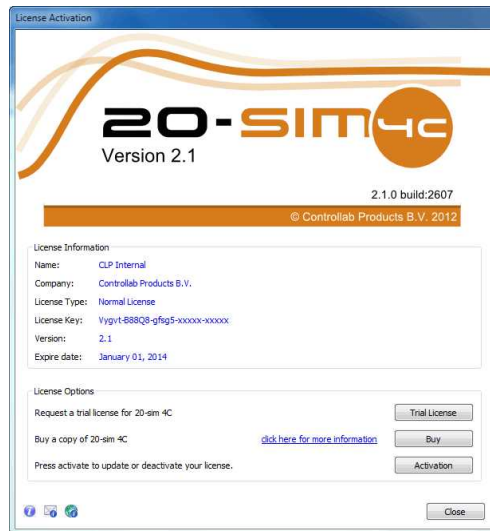 License Activation
20-SIM 4C
Version 2.1
2.1.0 build:2607
© Controllab Products B.V. 2012
License Information
Name: CLP Internal
Company: Controllab Products B.V.
License Type: Normal License
License Key: Vygvt-B88Q8-gfsg5-xxxxx-xxxxx
Version: 2.1
Expire date: January 01, 2014
License Options
Request a trial license for 20-sim 4C Trial License
Buy a copy of 20-sim 4C click here for more information Buy
Press activate to update or deactivate your license. Activation
Close